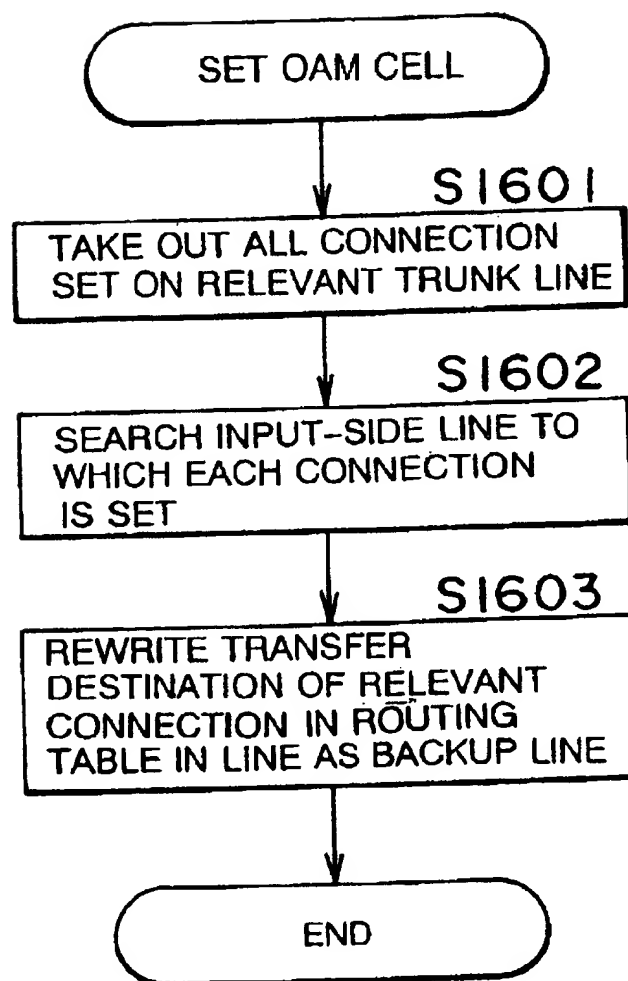 SET OAM CELL
S1601
TAKE OUT ALL CONNECTION
SET ON RELEVANT TRUNK LINE
S1602
SEARCH INPUT-SIDE LINE TO
WHICH EACH CONNECTION
IS SET
S1603
REWRITE TRANSFER
DESTINATION OF RELEVANT
CONNECTION IN ROUTING
TABLE IN LINE AS BACKUP LINE
END